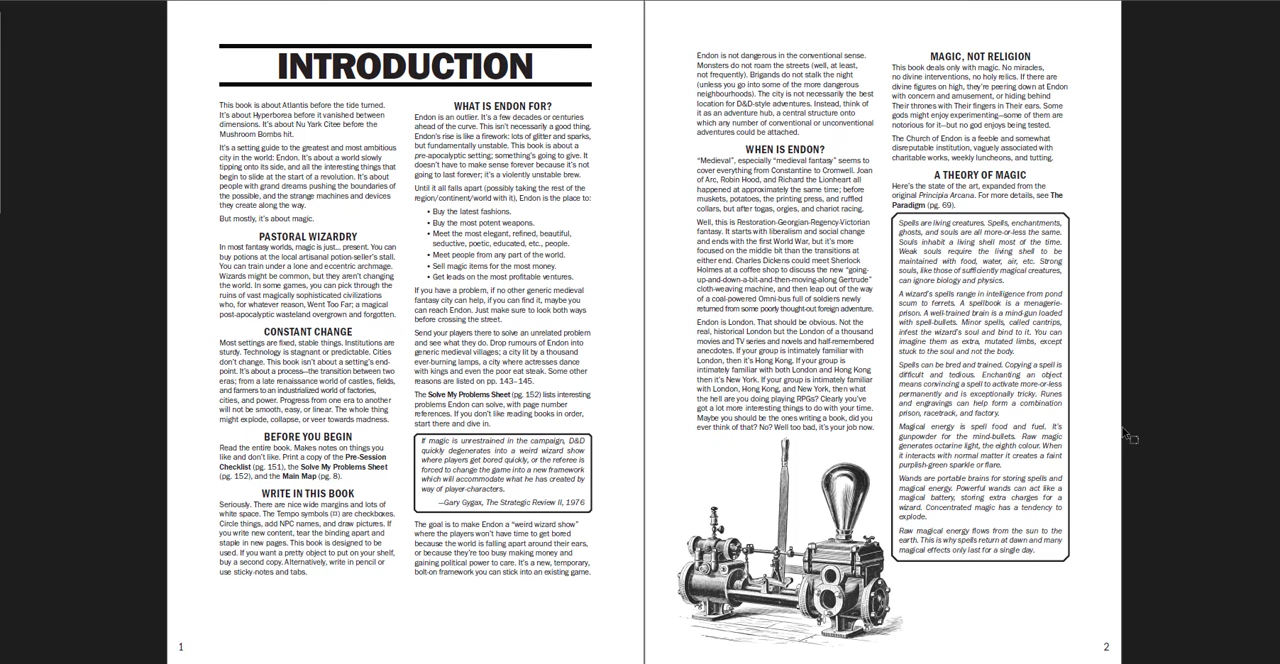 INTRODUCTION
This book is about Atlantis before the tide turned.
It's about Hyperborea before it vanished between
dimensions. It's about Nu York Citee before the
Mushroom Bombs hit.
It's a setting guide to the greatest and most ambitious
city in the world: Endon. It's about a world slowly
tipping onto its side, and all the interesting things that
begin to slide at the start of a revolution. It's about
people with grand dreams pushing the boundaries of
the possible, and the strange machines and devices
they create along the way.
But mostly, it's about magic.
PASTORAL WIZARDRY
In most fantasy worlds, magic is just... present. You can
buy potions at the local artisanal potion-seller's stall.
You can train under a lone and eccentric archmage.
Wizards might be common, but they aren't changing
the world. In some games, you can pick through the
ruins of vast magically sophisticated civilizations
who, for whatever reason, Went Too Far; a magical
post-apocalyptic wasteland overgrown and forgotten.
CONSTANT CHANGE
Most settings are fixed, stable things. Institutions are
sturdy. Technology is stagnant or predictable. Cities
don't change. This book isn't about a setting's end-
point. It's about a process—the transition between two
eras; from a late renaissance world of castles, fields,
and farmers to an industrialized world of factories,
cities, and power. Progress from one era to another
will not be smooth, easy, or linear. The whole thing
might explode, collapse, or veer towards madness.
BEFORE YOU BEGIN
Read the entire book. Makes notes on things you
like and don't like. Print a copy of the Pre-Session
Checklist (pg. 151), the Solve My Problems Sheet
(pg. 152), and the Main Map (pg. 8).
WRITE IN THIS BOOK
Seriously. There are nice wide margins and lots of
white space. The Tempo symbols (¤) are checkboxes.
Circle things, add NPC names, and draw pictures. If
you write new content, tear the binding apart and
staple in new pages. This book is designed to be
used. If you want a pretty object to put on your shelf,
buy a second copy. Alternatively, write in pencil or
use sticky-notes and tabs.
WHAT IS ENDON FOR?
Endon is an outlier. It's a few decades or centuries
ahead of the curve. This isn't necessarily a good thing.
Endon's rise is like a firework: lots of glitter and sparks,
but fundamentally unstable. This book is about a
pre-apocalyptic setting; something's going to give. It
doesn't have to make sense forever because it's not
going to last forever; it's a violently unstable brew.
Until it all falls apart (possibly taking the rest of the
region/continent/world with it), Endon is the place to:
• Buy the latest fashions.
• Buy the most potent weapons.
• Meet the most elegant, refined, beautiful,
seductive, poetic, educated, etc., people.
• Meet people from any part of the world.
• Sell magic items for the most money.
• Get leads on the most profitable ventures.
If you have a problem, if no other generic medieval
fantasy city can help, if you can find it, maybe you
can reach Endon. Just make sure to look both ways
before crossing the street.
Send your players there to solve an unrelated problem
and see what they do. Drop rumours of Endon into
generic medieval villages; a city lit by a thousand
ever-burning lamps, a city where actresses dance
with kings and even the poor eat steak. Some other
reasons are listed on pp. 143–145.
The Solve My Problems Sheet (pg. 152) lists interesting
problems Endon can solve, with page number
references. If you don't like reading books in order,
start there and dive in.
If magic is unrestrained in the campaign, D&D
quickly degenerates into a weird wizard show
where players get bored quickly, or the referee is
forced to change the game into a new framework
which will accommodate what he has created by
way of player-characters.
—Gary Gygax, The Strategic Review II, 1976
The goal is to make Endon a "weird wizard show"
where the players won't have time to get bored
because the world is falling apart around their ears,
or because they're too busy making money and
gaining political power to care. It's a new, temporary,
bolt-on framework you can stick into an existing game.
1
Endon is not dangerous in the conventional sense.
Monsters do not roam the streets (well, at least,
not frequently). Brigands do not stalk the night
(unless you go into some of the more dangerous
neighbourhoods). The city is not necessarily the best
location for D&D-style adventures. Instead, think of
it as an adventure hub, a central structure onto
which any number of conventional or unconventional
adventures could be attached.
WHEN IS ENDON?
"Medieval", especially "medieval fantasy" seems to
cover everything from Constantine to Cromwell. Joan
of Arc, Robin Hood, and Richard the Lionheart all
happened at approximately the same time; before
muskets, potatoes, the printing press, and ruffled
collars, but after togas, orgies, and chariot racing.
Well, this is Restoration-Georgian-Regency-Victorian
fantasy. It starts with liberalism and social change
and ends with the first World War, but it's more
focused on the middle bit than the transitions at
either end. Charles Dickens could meet Sherlock
Holmes at a coffee shop to discuss the new "going-
up-and-down-a-bit-and-then-moving-along Gertrude"
cloth-weaving machine, and then leap out of the way
of a coal-powered Omni-bus full of soldiers newly
returned from some poorly thought-out foreign adventure.
Endon is London. That should be obvious. Not the
real, historical London but the London of a thousand
movies and TV series and novels and half-remembered
anecdotes. If your group is intimately familiar with
London, then it's Hong Kong. If your group is
intimately familiar with both London and Hong Kong
then it's New York. If your group is intimately familiar
with London, Hong Kong, and New York, then what
the hell are you doing playing RPGs? Clearly you've
got a lot more interesting things to do with your time.
Maybe you should be the ones writing a book, did you
ever think of that? No? Well too bad, it's your job now.
MAGIC, NOT RELIGION
This book deals only with magic. No miracles,
no divine interventions, no holy relics. If there are
divine figures on high, they're peering down at Endon
with concern and amusement, or hiding behind
Their thrones with Their fingers in Their ears. Some
gods might enjoy experimenting—some of them are
notorious for it—but no god enjoys being tested.
The Church of Endon is a feeble and somewhat
disreputable institution, vaguely associated with
charitable works, weekly luncheons, and tutting.
A THEORY OF MAGIC
Here's the state of the art, expanded from the
original Principia Arcana. For more details, see The
Paradigm (pg. 69).
Spells are living creatures. Spells, enchantments,
ghosts, and souls are all more-or-less the same.
Souls inhabit a living shell most of the time.
Weak souls require the living shell to be
maintained with food, water, air, etc. Strong
souls, like those of sufficiently magical creatures,
can ignore biology and physics.
A wizard's spells range in intelligence from pond
scum to ferrets. A spellbook is a menagerie-
prison. A well-trained brain is a mind-gun loaded
with spell-bullets. Minor spells, called cantrips,
infest the wizard's soul and bind to it. You can
imagine them as extra, mutated limbs, except
stuck to the soul and not the body.
Spells can be bred and trained. Copying a spell is
difficult and tedious. Enchanting an object
means convincing a spell to activate more-or-less
permanently and is exceptionally tricky. Runes
and engravings can help form a combination
prison, racetrack, and factory.
Magical energy is spell food and fuel. It's
gunpowder for the mind-bullets. Raw magic
generates octarine light, the eighth colour. When
it interacts with normal matter it creates a faint
purplish-green sparkle or flare.
Wands are portable brains for storing spells and
magical energy. Powerful wands can act like a
magical battery, storing extra charges for a
wizard. Concentrated magic has a tendency to
explode.
Raw magical energy flows from the sun to the
earth. This is why spells return at dawn and many
magical effects only last for a single day.
2